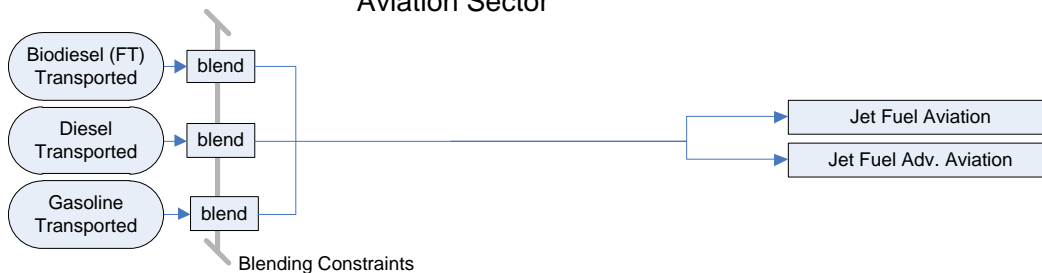 Aviation Sector
Biodiesel (FT)
Transported
blend
Diesel
Transported
blend
Gasoline
Transported
blend
Blending Constraints
Jet Fuel Aviation
Jet Fuel Adv. Aviation